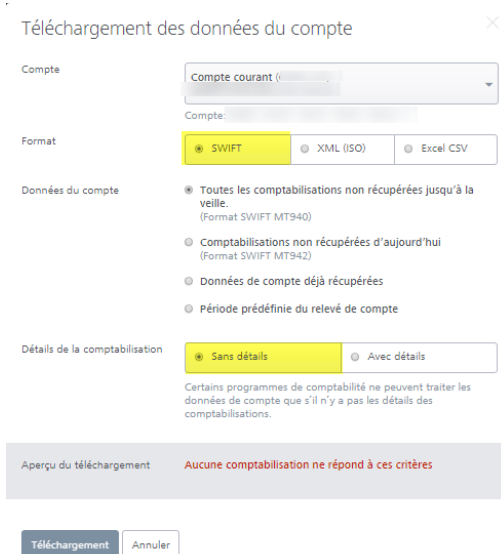 Téléchargement des données du compte
Compte
Compte courant (
Compte:
Format
SWIFT
XML (ISO)
Excel CSV
Données du compte
Toutes les comptabilisations non récupérées jusqu'à la
veille.
(Format SWIFT MT940)
Comptabilisations non récupérées d'aujourd'hui
(Format SWIFT MT942)
Données de compte déjà récupérées
Période prédéfinie du relevé de compte
Détails de la comptabilisation
Sans détails
Avec détails
Certains programmes de comptabilité ne peuvent traiter les
données de compte que s'il n'y a pas les détails des
comptabilisations.
Aperçu du téléchargement
Aucune comptabilisation ne répond à ces critères
Téléchargement
Annuler